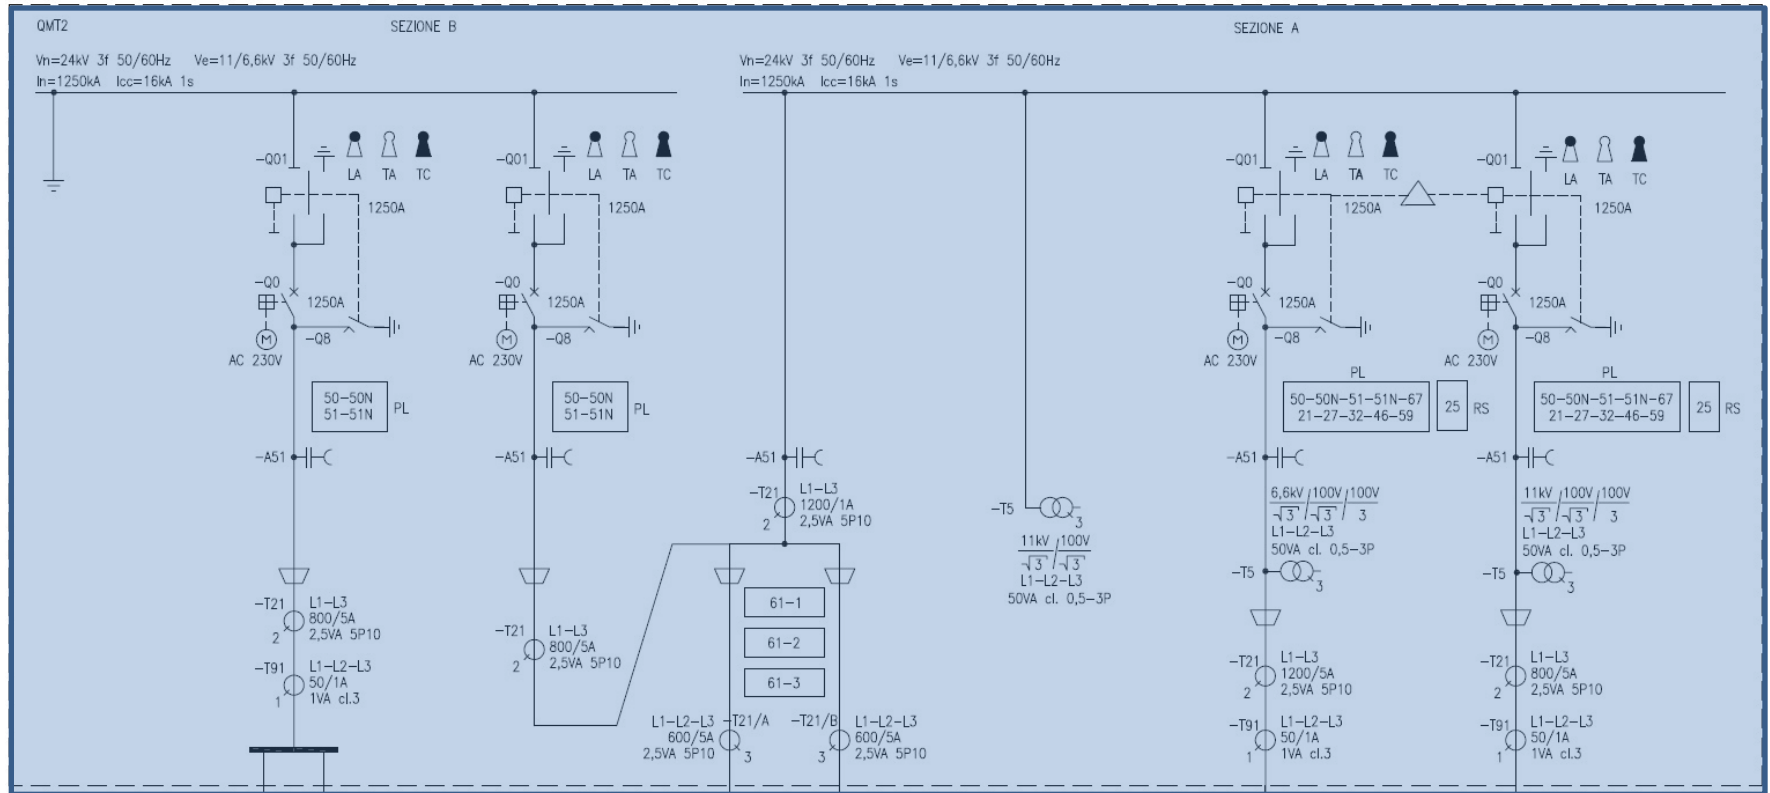 QMT2
SEZIONE B
SEZIONE A
Vn=24kV 3f 50/60Hz Ve=11/6,6kV 3f 50/60Hz
In=1250kA Icc=16kA 1s
Vn=24kV 3f 50/60Hz Ve=11/6,6kV 3f 50/60Hz
In=1250kA Icc=16kA 1s
-Q01
LA TA TC
1250A
-Q0
1250A
M
-Q8
AC 230V
50-50N
51-51N
PL
-A51
-T21
L1-L3
800/5A
2,5VA 5P10
2
-T91
L1-L2-L3
50/1A
1VA cl.3
1
-Q01
LA TA TC
1250A
-Q0
1250A
M
-Q8
AC 230V
50-50N
51-51N
PL
-A51
-T21
L1-L3
800/5A
2,5VA 5P10
2
-A51
-T21
L1-L3
1200/1A
2,5VA 5P10
2
61-1
61-2
61-3
L1-L2-L3
600/5A
2,5VA 5P10
-T21/A
3
-T21/B
3
L1-L2-L3
600/5A
2,5VA 5P10
-T5
3
11kV/100V
√3/√3
L1-L2-L3
50VA cl. 0,5-3P
-Q01
LA TA TC
1250A
-Q0
1250A
M
-Q8
AC 230V
PL
50-50N-51-51N-67
21-27-32-46-59
25
RS
-A51
6,6kV/100V/100V
√3/√3/3
L1-L2-L3
50VA cl. 0,5-3P
-T5
3
-T21
L1-L3
1200/5A
2,5VA 5P10
2
-T91
L1-L2-L3
50/1A
1VA cl.3
1
-Q01
LA TA TC
1250A
-Q0
1250A
M
-Q8
AC 230V
PL
50-50N-51-51N-67
21-27-32-46-59
25
RS
-A51
11kV/100V/100V
√3/√3/3
L1-L2-L3
50VA cl. 0,5-3P
-T5
3
-T21
L1-L3
800/5A
2,5VA 5P10
2
-T91
L1-L2-L3
50/1A
1VA cl.3
1